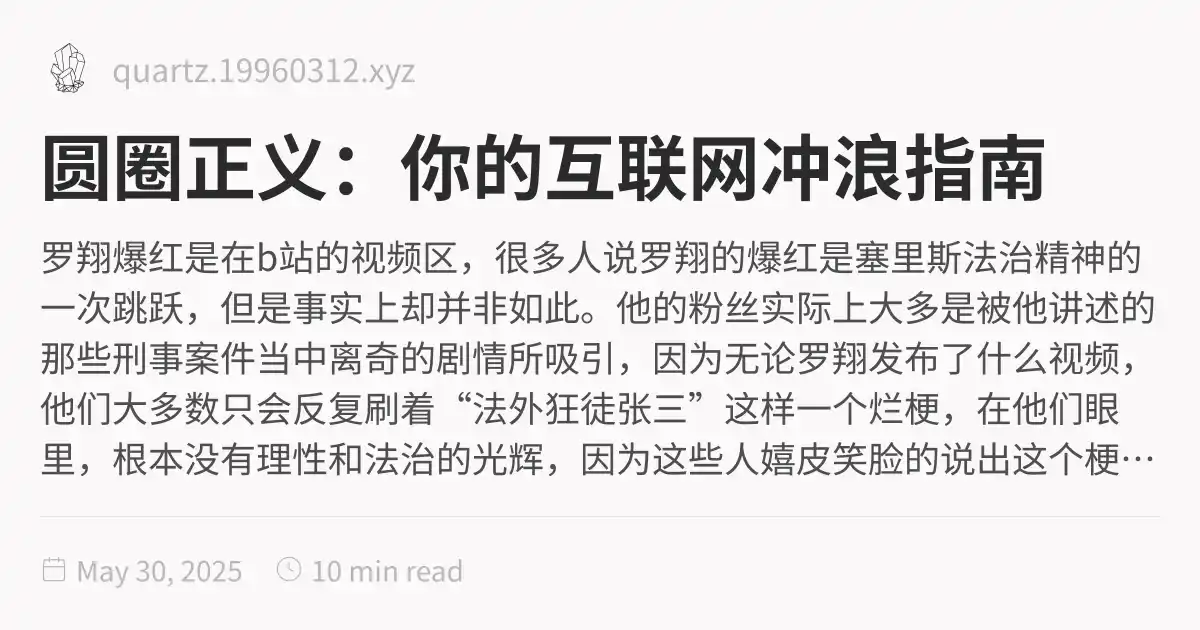 quartz.19960312.xyz
圆圈正义：你的互联网冲浪指南
罗翔爆红是在b站的视频区，很多人说罗翔的爆红是塞里斯法治精神的
一次跳跃，但是事实上却并非如此。他的粉丝实际上大多是被他讲述的
那些刑事案件当中离奇的剧情所吸引，因为无论罗翔发布了什么视频，
他们大多数只会反复刷着“法外狂徒张三”这样一个烂梗，在他们眼
里，根本没有理性和法治的光辉，因为这些人嬉皮笑脸的说出这个梗…
May 30, 2025
10 min read